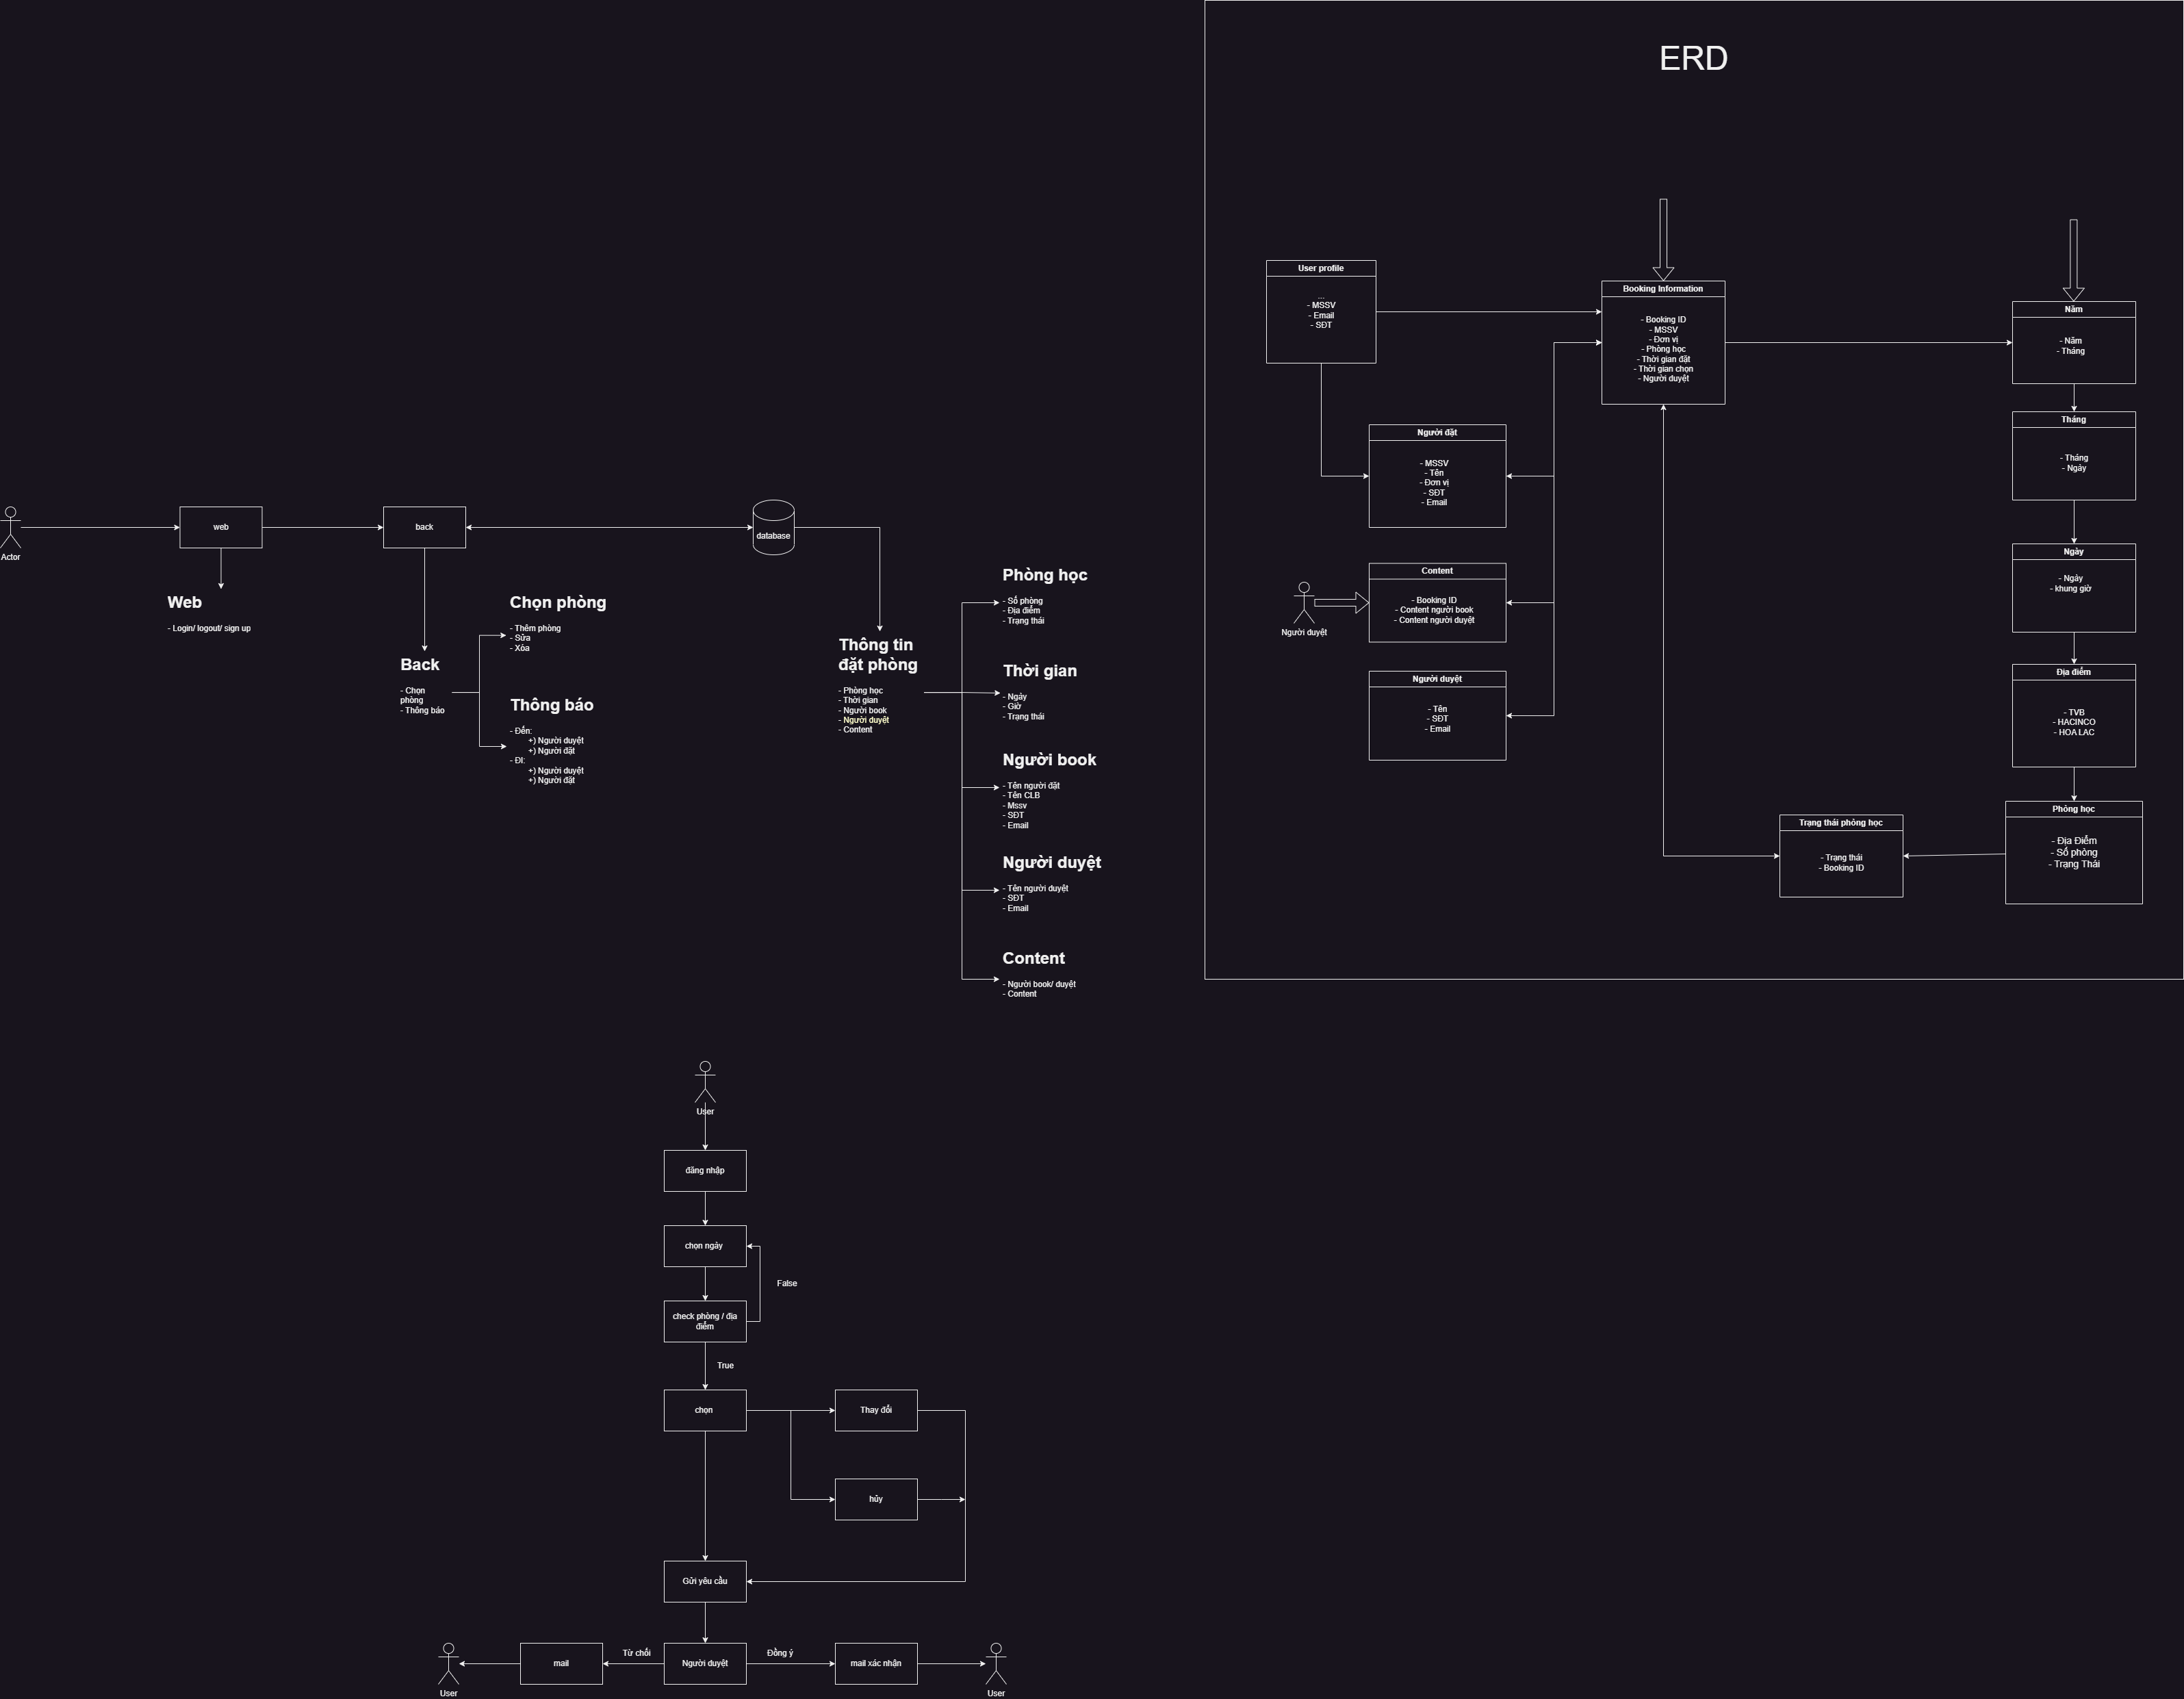 ERD
User profile
...
- MSSV
- Email
- SĐT
Booking Information
- Booking ID
- MSSV
- Đơn vị
- Phòng học
- Thời gian đặt
- Thời gian chọn
- Người duyệt
Năm
- Năm
- Tháng
Tháng
- Tháng
- Ngày
Người đặt
- MSSV
- Tên
- Đơn vị
- SĐT
- Email
Ngày
- Ngày
- khung giờ
Content
- Booking ID
- Content người book
- Content người duyệt
Người duyệt
Người duyệt
- Tên
- SĐT
- Email
Địa điểm
- TVB
- HACINCO
- HOA LAC
Phòng học
- Địa Điểm
- Số phòng
- Trạng Thái
Trạng thái phòng học
- Trạng thái
- Booking ID
Actor
web
back
database
Web
- Login/ logout/ sign up
Back
- Chọn
phòng
- Thông báo
Chọn phòng
- Thêm phòng
- Sửa
- Xóa
Thông báo
- Đến:
+) Người duyệt
+) Người đặt
- ĐI:
+) Người duyệt
+) Người đặt
Thông tin
đặt phòng
- Phòng học
- Thời gian
- Người book
- Người duyệt
- Content
Phòng học
- Số phòng
- Địa điểm
- Trạng thái
Thời gian
- Ngày
- Giờ
- Trạng thái
Người book
- Tên người đặt
- Tên CLB
- Mssv
- SĐT
- Email
Người duyệt
- Tên người duyệt
- SĐT
- Email
Content
- Người book/ duyệt
- Content
User
đăng nhập
chọn ngày
False
check phòng / địa
điểm
True
chọn
Thay đổi
hủy
Gửi yêu cầu
Người duyệt
Từ chối
Đồng ý
mail
mail xác nhận
User
User